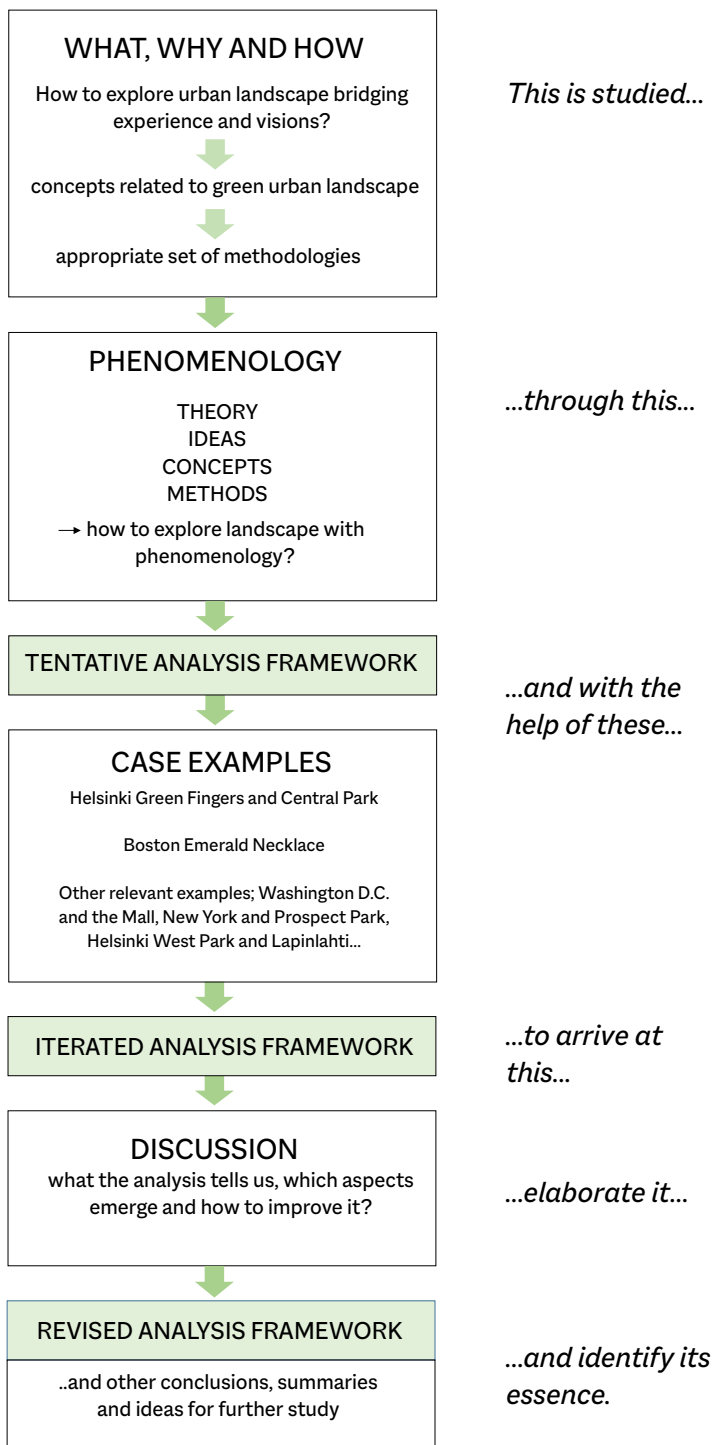 WHAT, WHY AND HOW
How to explore urban landscape bridging
experience and visions?
concepts related to green urban landscape
appropriate set of methodologies
This is studied...
PHENOMENOLOGY
THEORY
IDEAS
CONCEPTS
METHODS
→ how to explore landscape with
phenomenology?
...through this...
TENTATIVE ANALYSIS FRAMEWORK
...and with the
help of these...
CASE EXAMPLES
Helsinki Green Fingers and Central Park
Boston Emerald Necklace
Other relevant examples; Washington D.C.
and the Mall, New York and Prospect Park,
Helsinki West Park and Lapinlahti...
ITERATED ANALYSIS FRAMEWORK
...to arrive at
this...
DISCUSSION
what the analysis tells us, which aspects
emerge and how to improve it?
...elaborate it...
REVISED ANALYSIS FRAMEWORK
..and other conclusions, summaries
and ideas for further study
...and identify its
essence.